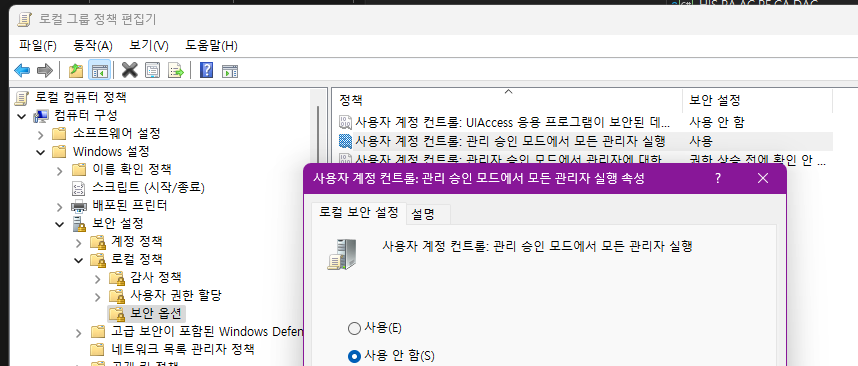 로컬 그룹 정책 편집기
파일(F) 동작(A) 보기(V) 도움말(H)
로컬 컴퓨터 정책
컴퓨터 구성
소프트웨어 설정
Windows 설정
이름 확인 정책
스크립트 (시작/종료)
배포된 프린터
보안 설정
계정 정책
로컬 정책
감사 정책
사용자 권한 할당
보안 옵션
고급 보안이 포함된 Windows Defen
네트워크 목록 관리자 정책
정책 보안 설정
사용자 계정 컨트롤: UIAccess 응용 프로그램이 보안된 데... 사용 안 함
사용자 계정 컨트롤: 관리 승인 모드에서 모든 관리자 실행 사용
사용자 계정 컨트롤: 관리자 승인 모드에서 관리자에 대한 권한 상승 전에 확인 안 ...
사용자 계정 컨트롤: 관리 승인 모드에서 모든 관리자 실행 속성 ?
로컬 보안 설정 설명
사용자 계정 컨트롤: 관리 승인 모드에서 모든 관리자 실행
사용(E)
사용 안 함(S)